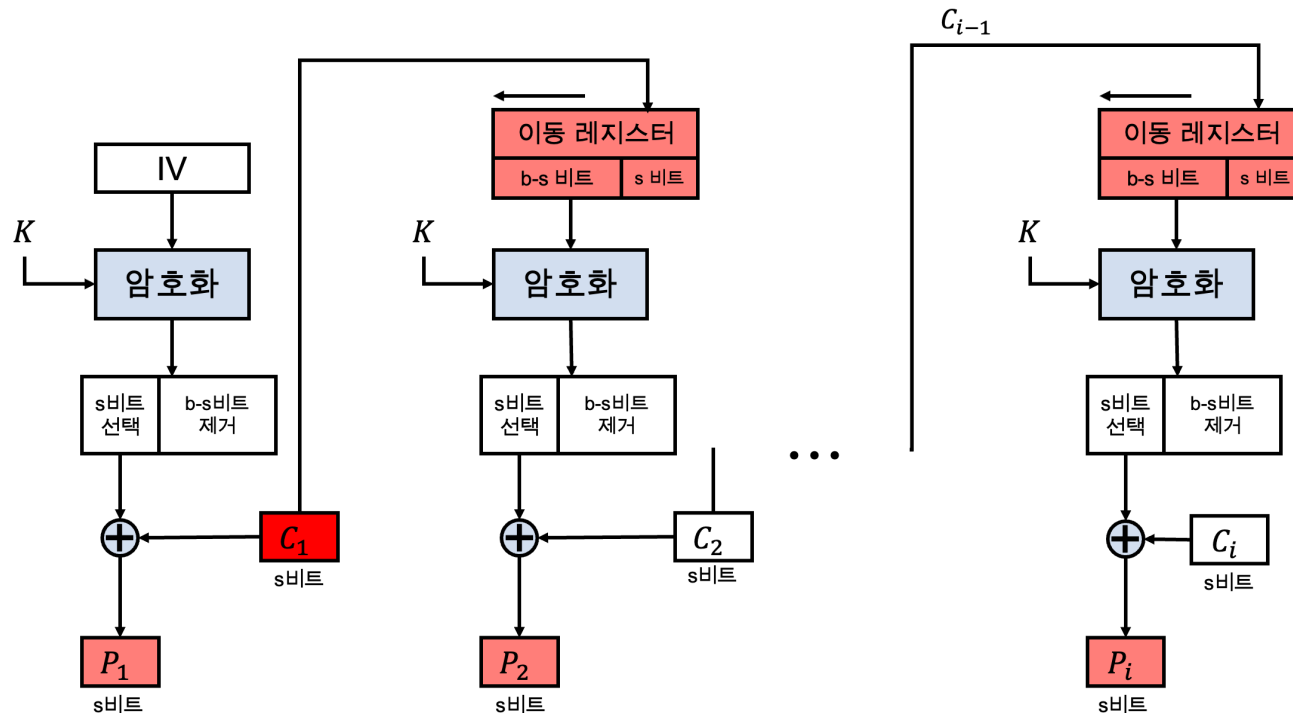 C_{i-1}
이동 레지스터
b-s 비트
s 비트
이동 레지스터
b-s 비트
s 비트
IV
K
암호화
K
암호화
K
암호화
s비트
선택
b-s비트
제거
s비트
선택
b-s비트
제거
...
s비트
선택
b-s비트
제거
+
C₁
s비트
+
C₂
s비트
+
C_i
s비트
P₁
s비트
P₂
s비트
P_i
s비트